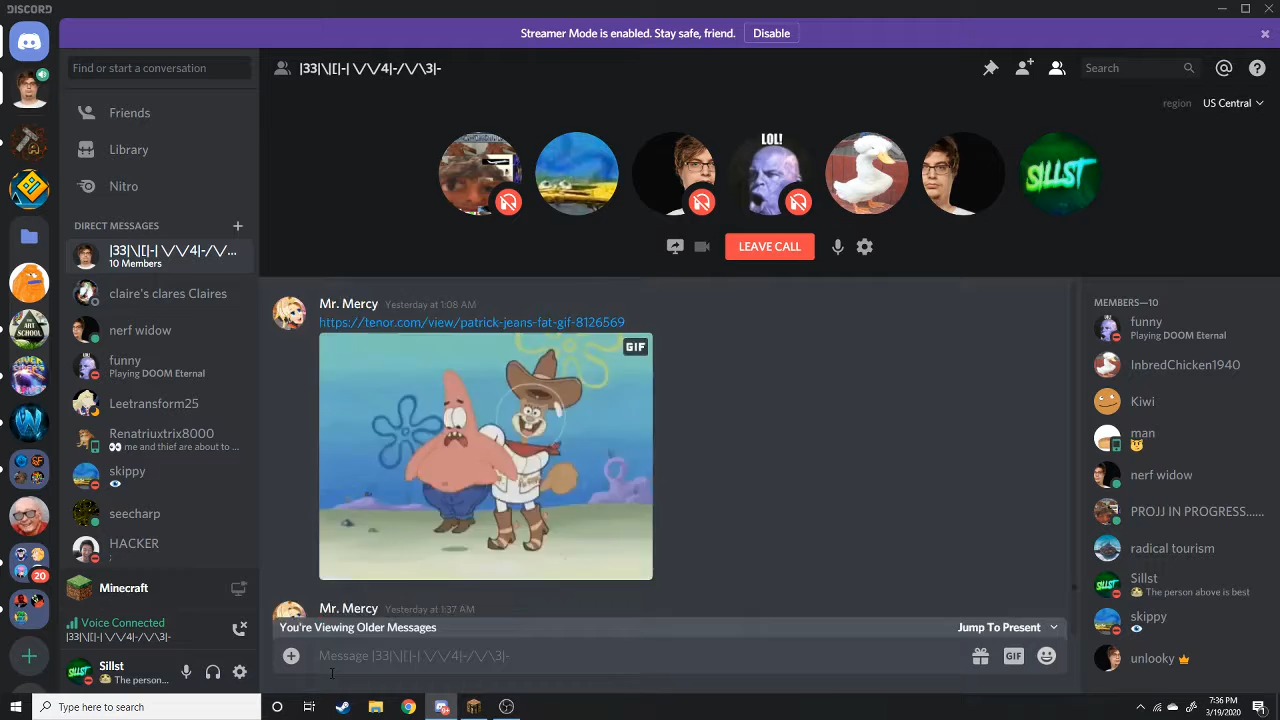 DISCORD
Streamer Mode is enabled. Stay safe, friend.
Disable
Find or start a conversation
|33|\|[|-| \/\/4|-/\/\3|-
Search
region
US Central
Friends
Library
Nitro
LOL!
SILLST
LEAVE CALL
DIRECT MESSAGES
|33|\|[|-| \/\/4|-/\/...
10 Members
claire's clares Claires
nerf widow
funny
Playing DOOM Eternal
Leetransform25
Renatriuxtrix8000
👀 me and thief are about to ...
skippy
seecharp
HACKER
;
THE ART SCHOOL
20
Mr. Mercy Yesterday at 1:08 AM
https://tenor.com/view/patrick-jeans-fat-gif-8126569
GIF
Mr. Mercy Yesterday at 1:37 AM
You're Viewing Older Messages
Jump To Present
Message |33|\|[|-| \/\/4|-/\/\3|-
GIF
MEMBERS—10
funny
Playing DOOM Eternal
InbredChicken1940
Kiwi
man
nerf widow
PROJJ IN PROGRESS......
radical tourism
Sillst
The person above is best
skippy
unlooky
Minecraft
Voice Connected
|33|\|[|-| \/\/4|-/\/\3|-
Sillst
The person...
Type here to search
7:36 PM
3/19/2020
1